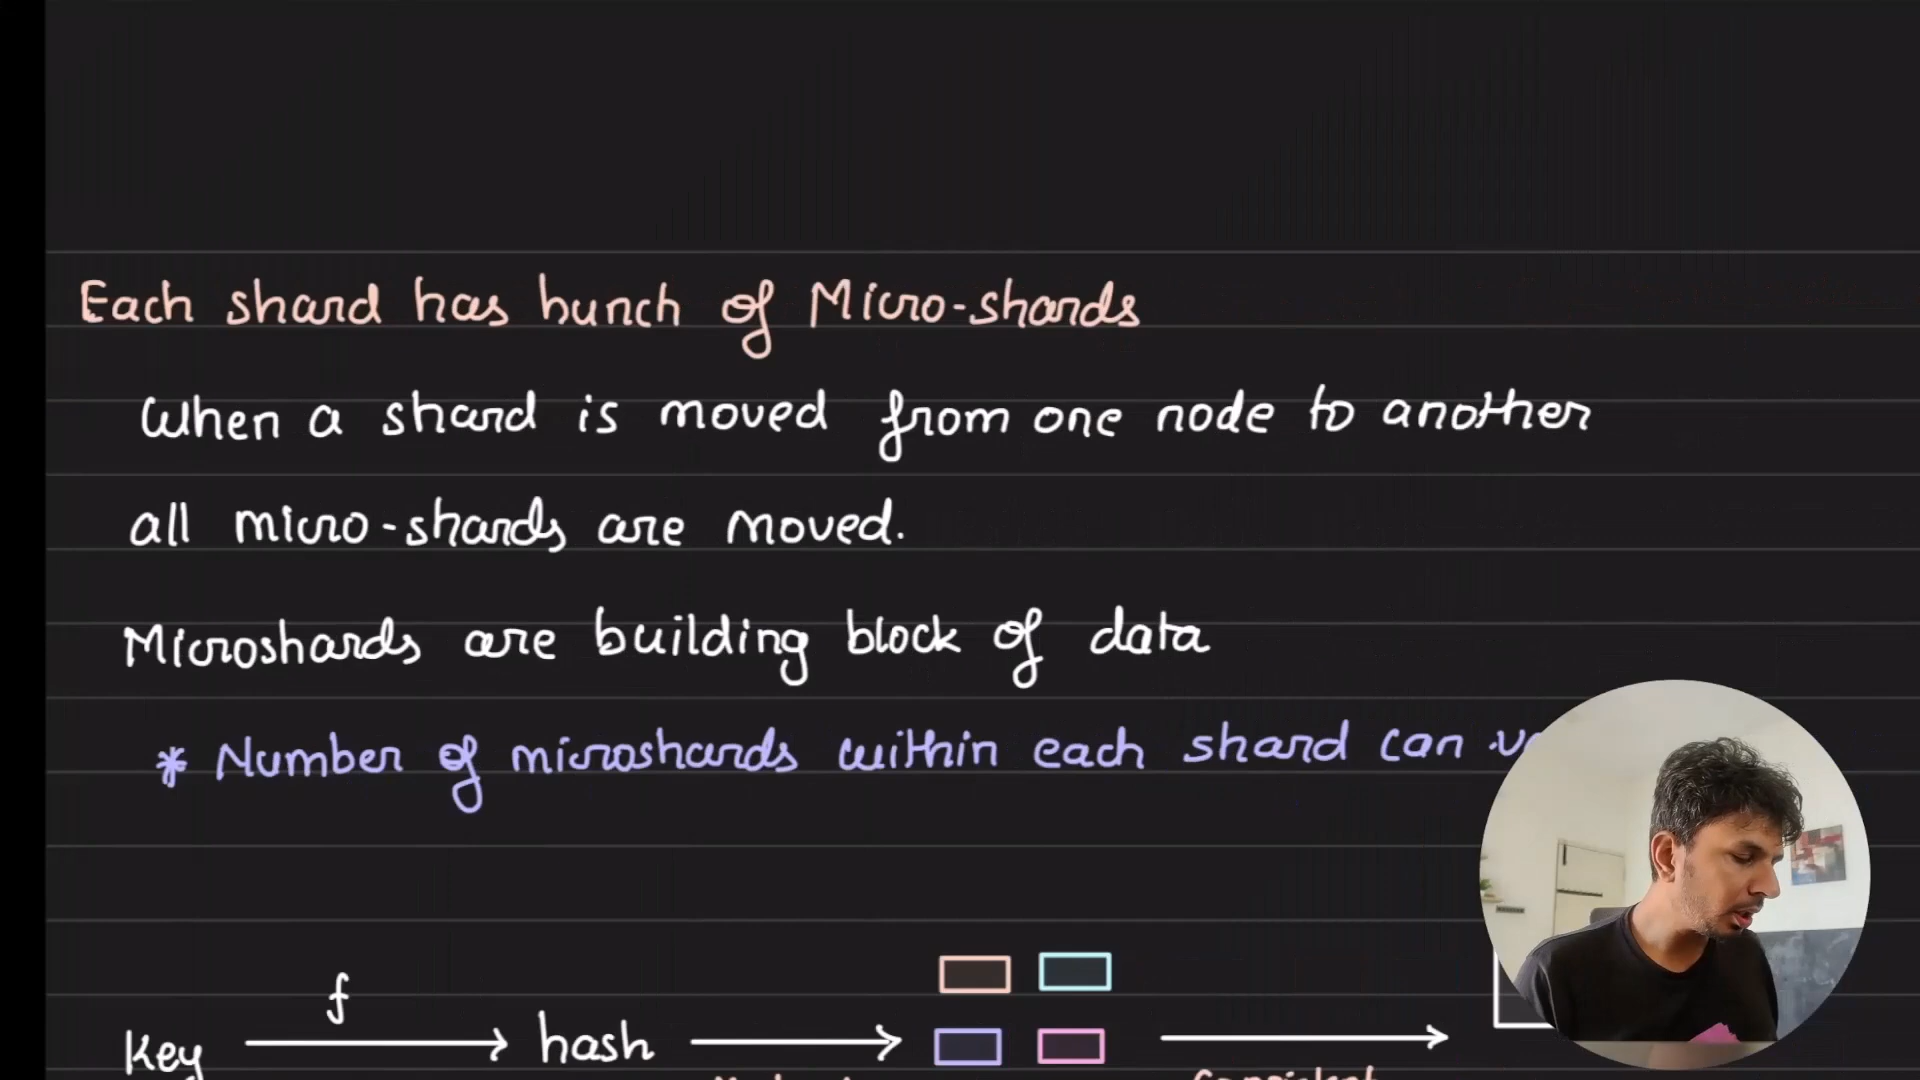 Each shard has bunch of Micro-shards
When a shard is moved from one node to another
all micro-shards are moved.
Microshards are building block of data
* Number of microshards within each shard can
f
Key hash